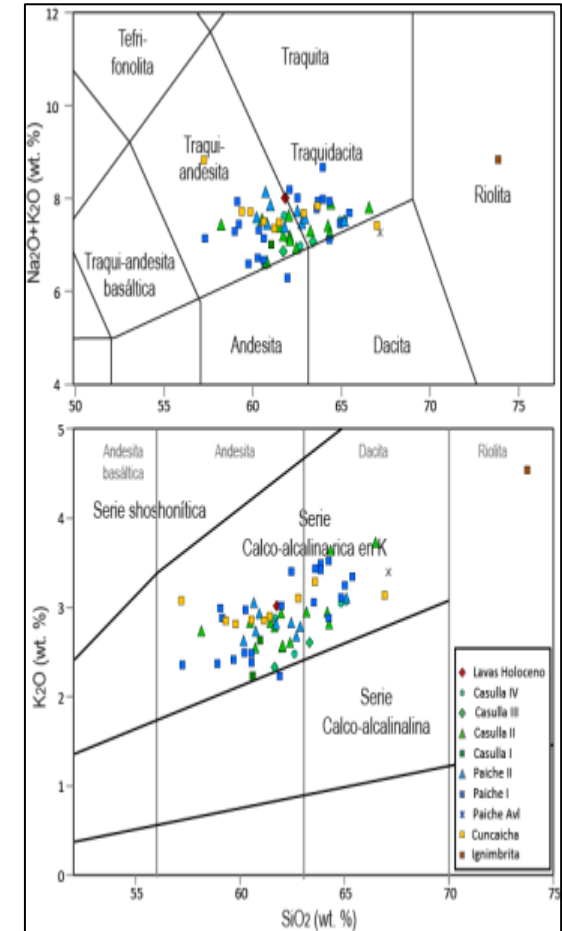 12
10
8
6
4
Na2O+K2O (wt. %)
Tefri-
fonolita
Traquita
Traqui-
andesita
Traquidacita
Riolita
Traqui-andesita
basáltica
Andesita
Dacita
50
55
60
65
70
75
5
4
3
2
1
0
K2O (wt. %)
Andesita
basáltica
Andesita
Dacita
Riolita
Serie shoshonítica
Serie
Calco-alcalina rica en K
Serie
Calco-alcalinalina
Lavas Holoceno
Casulla IV
Casulla III
Casulla II
Casulla I
Paiche II
Paiche I
Paiche Avl
Cuncaicha
Ignimbrita
55
60
65
70
75
SiO2 (wt. %)